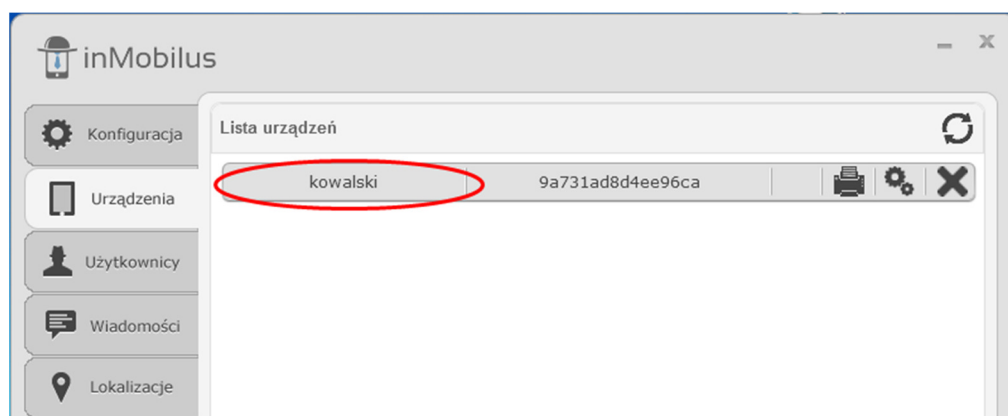 inMobilus
Konfiguracja
Urządzenia
Użytkownicy
Wiadomości
Lokalizacje
Lista urządzeń
kowalski 9a731ad8d4ee96ca